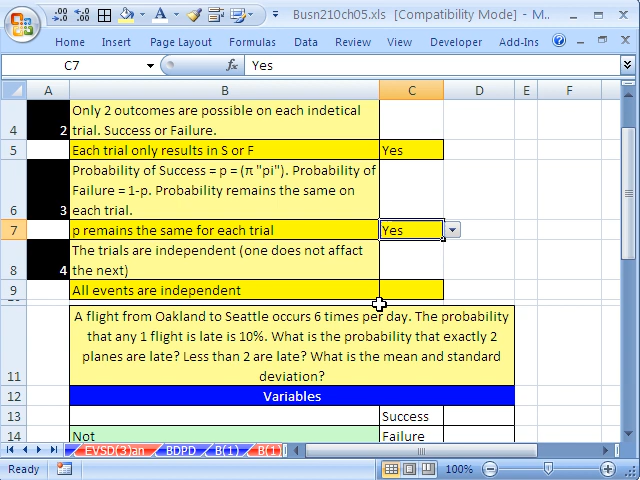 Busn210ch05.xls [Compatibility Mode] - M...
Home Page Layout Formulas Data Review View Developer Add-Ins
C7 fx Yes
A B C D E F
Only 2 outcomes are possible on each indetical
4 2 trial. Success or Failure.
5 Each trial only results in S or F Yes
Probability of Success = p = (π "pi"). Probability of
Failure = 1-p. Probability remains the same on
6 3 each trial.
7 p remains the same for each trial Yes
The trials are independent (one does not affact
8 4 the next)
9 All events are independent
A flight from Oakland to Seattle occurs 6 times per day. The probability
that any 1 flight is late is 10%. What is the probability that exactly 2
planes are late? Less than 2 are late? What is the mean and standard
11 deviation?
12 Variables
13 Success
14 Not Failure
EVSD(3)an BDPD B(1) B(1)
Ready 100%